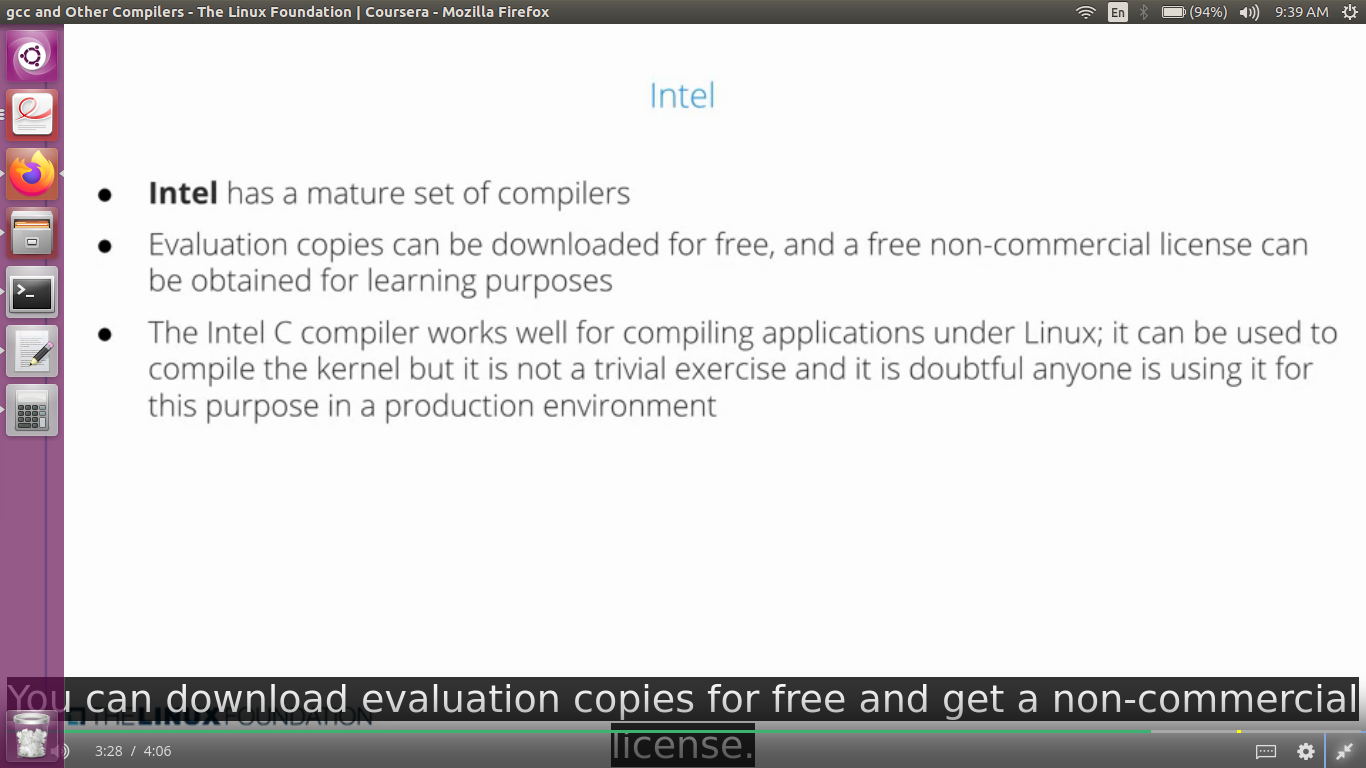 gcc and Other Compilers - The Linux Foundation | Coursera - Mozilla Firefox
En
(94%)
9:39 AM
Intel
● Intel has a mature set of compilers
● Evaluation copies can be downloaded for free, and a free non-commercial license can
be obtained for learning purposes
● The Intel C compiler works well for compiling applications under Linux; it can be used to
compile the kernel but it is not a trivial exercise and it is doubtful anyone is using it for
this purpose in a production environment
You can download evaluation copies for free and get a non-commercial
license.
THE LINUX FOUNDATION
3:28 / 4:06